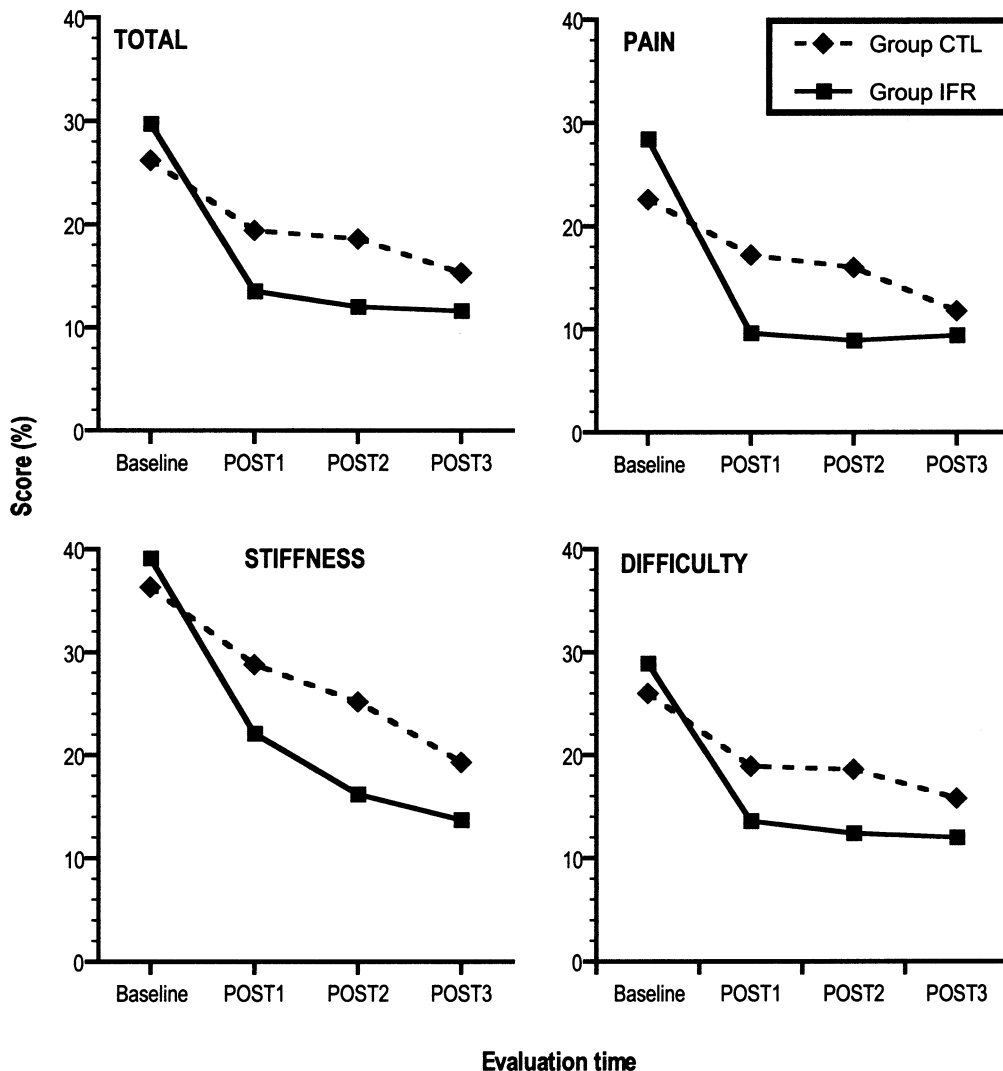 TOTAL
40
30
20
10
0
Baseline POST1 POST2 POST3
PAIN
Group CTL
Group IFR
40
30
20
10
0
Baseline POST1 POST2 POST3
Score (%)
STIFFNESS
40
30
20
10
0
Baseline POST1 POST2 POST3
DIFFICULTY
40
30
20
10
0
Baseline POST1 POST2 POST3
Evaluation time